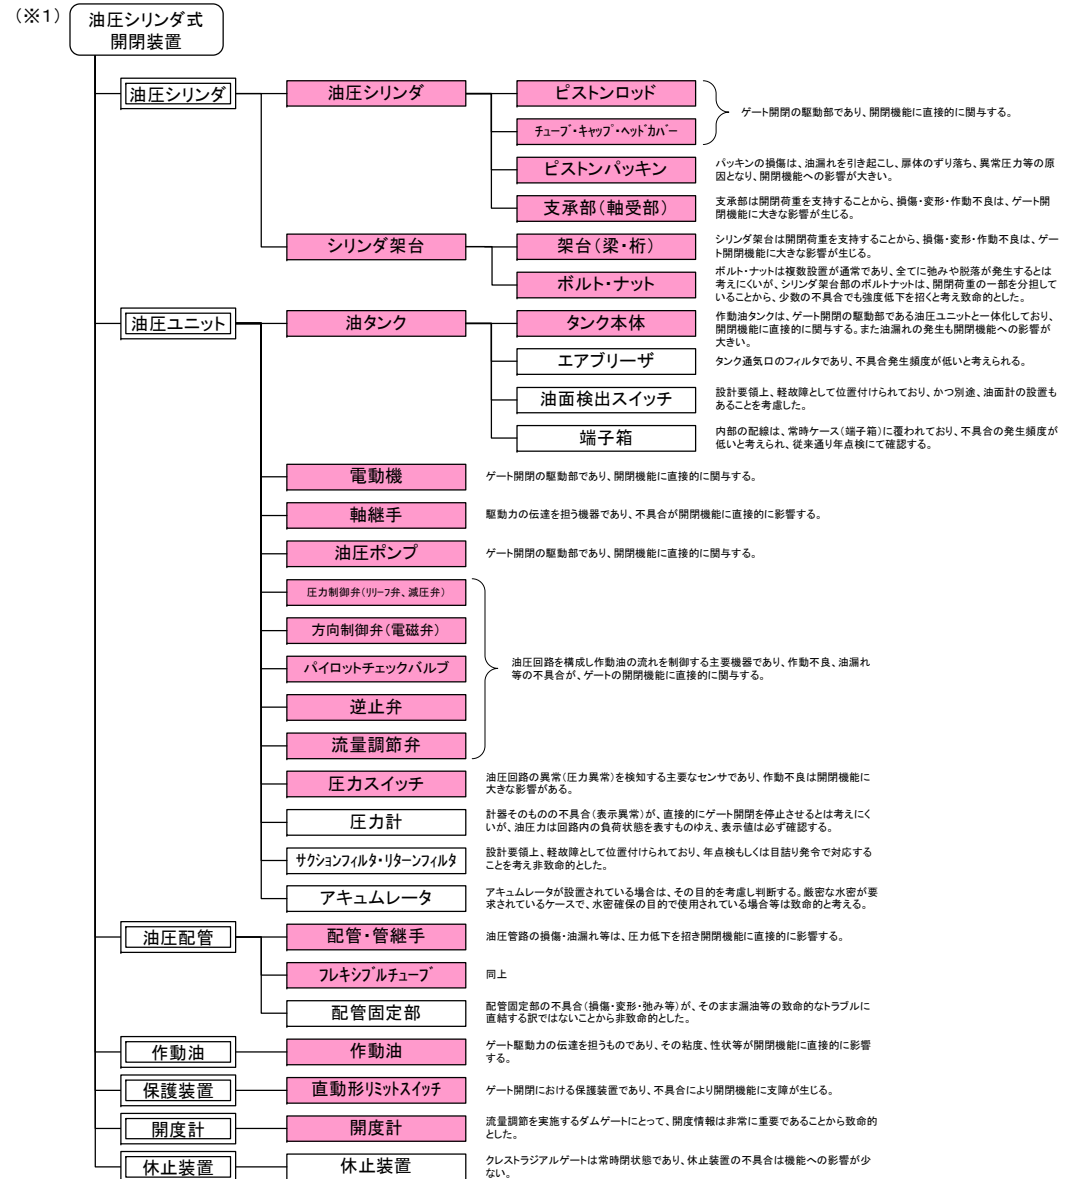 （※1）
油圧シリンダ式
開閉装置
油圧シリンダ
油圧シリンダ
ピストンロッド
ゲート開閉の駆動部であり、開閉機能に直接的に関与する。
ﾁｭｰﾌﾞ・ｷｬｯﾌﾟ・ﾍｯﾄﾞｶﾊﾞｰ
ピストンパッキン
パッキンの損傷は、油漏れを引き起こし、扉体のずり落ち、異常圧力等の原
因となり、開閉機能への影響が大きい。
支承部（軸受部）
支承部は開閉荷重を支持することから、損傷・変形・作動不良は、ゲート開
閉機能に大きな影響が生じる。
シリンダ架台
架台（梁・桁）
シリンダ架台は開閉荷重を支持することから、損傷・変形・作動不良は、ゲー
ト開閉機能に大きな影響が生じる。
ボルト・ナット
ボルト・ナットは複数設置が通常であり、全てに弛みや脱落が発生するとは
考えにくいが、シリンダ架台部のボルトナットは、開閉荷重の一部を分担して
いることから、少数の不具合でも強度低下を招くと考え致命的とした。
油圧ユニット
油タンク
タンク本体
作動油タンクは、ゲート開閉の駆動部である油圧ユニットと一体化しており、
開閉機能に直接的に関与する。また油漏れの発生も開閉機能への影響が
大きい。
エアブリーザ
タンク通気口のフィルタであり、不具合発生頻度が低いと考えられる。
油面検出スイッチ
設計要領上、軽故障として位置付けられており、かつ別途、油面計の設置も
あることを考慮した。
端子箱
内部の配線は、常時ケース（端子箱）に覆われており、不具合の発生頻度が
低いと考えられ、従来通り年点検にて確認する。
電動機
ゲート開閉の駆動部であり、開閉機能に直接的に関与する。
軸継手
駆動力の伝達を担う機器であり、不具合が開閉機能に直接的に影響する。
油圧ポンプ
ゲート開閉の駆動部であり、開閉機能に直接的に関与する。
圧力制御弁（ﾘﾘｰﾌ弁、減圧弁）
方向制御弁（電磁弁）
パイロットチェックバルブ
油圧回路を構成し作動油の流れを制御する主要機器であり、作動不良、油漏れ
等の不具合が、ゲートの開閉機能に直接的に関与する。
逆止弁
流量調節弁
圧力スイッチ
油圧回路の異常（圧力異常）を検知する主要なセンサであり、作動不良は開閉機能に
大きな影響がある。
圧力計
計器そのものの不具合（表示異常）が、直接的にゲート開閉を停止させるとは考えにく
いが、油圧力は回路内の負荷状態を表すものゆえ、表示値は必ず確認する。
ｻｸｼｮﾝﾌｨﾙﾀ・ﾘﾀｰﾝﾌｨﾙﾀ
設計要領上、軽故障として位置付けられており、年点検もしくは目詰り発令で対応する
ことを考え非致命的とした。
アキュムレータ
アキュムレータが設置されている場合は、その目的を考慮し判断する。厳密な水密が要
求されているケースで、水密確保の目的で使用されている場合等は致命的と考える。
油圧配管
配管・管継手
油圧管路の損傷・油漏れ等は、圧力低下を招き開閉機能に直接的に影響する。
ﾌﾚｷｼﾌﾞﾙﾁｭｰﾌﾞ
同上
配管固定部
配管固定部の不具合（損傷・変形・弛み等）が、そのまま漏油等の致命的なトラブルに
直結する訳ではないことから非致命的とした。
作動油
作動油
ゲート駆動力の伝達を担うものであり、その粘度、性状等が開閉機能に直接的に影響
する。
保護装置
直動形ﾘﾐｯﾄｽｲｯﾁ
ゲート開閉における保護装置であり、不具合により開閉機能に支障が生じる。
開度計
開度計
流量調節を実施するダムゲートにとって、開度情報は非常に重要であることから致命的
とした。
休止装置
休止装置
クレストラジアルゲートは常時閉状態であり、休止装置の不具合は機能への影響が少
ない。